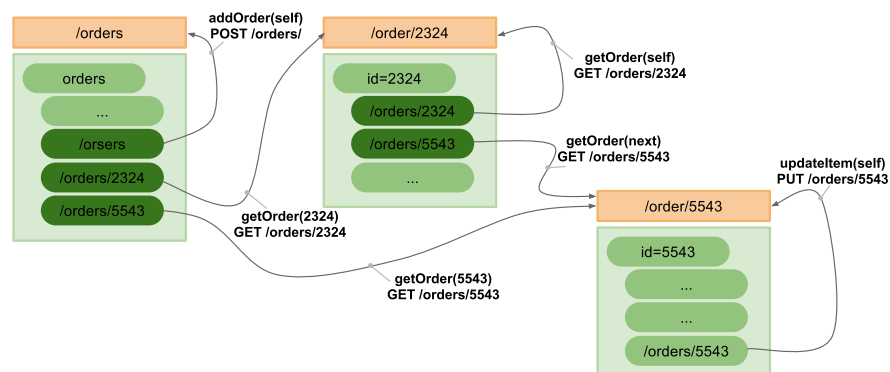 /orders
orders
...
/orsers
/orders/2324
/orders/5543
addOrder(self)
POST /orders/
getOrder(2324)
GET /orders/2324
getOrder(5543)
GET /orders/5543
/order/2324
id=2324
/orders/2324
/orders/5543
...
getOrder(self)
GET /orders/2324
getOrder(next)
GET /orders/5543
/order/5543
id=5543
...
...
/orders/5543
updateItem(self)
PUT /orders/5543